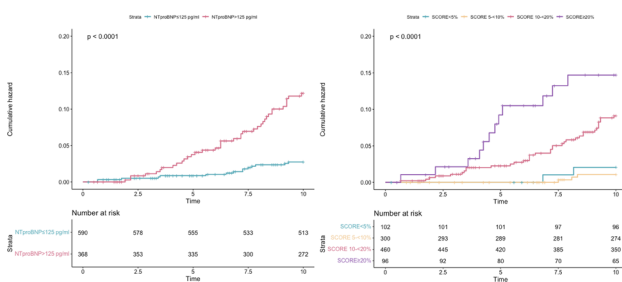 Strata NTproBNP≤125 pg/ml NTproBNP>125 pg/ml
p < 0.0001
Cumulative hazard
0.20
0.15
0.10
0.05
0.00
0 2.5 5 7.5 10
Time
Number at risk
Strata
NTproBNP≤125 pg/ml 590 578 555 533 513
NTproBNP>125 pg/ml 368 353 335 300 272
0 2.5 5 7.5 10
Time
Strata SCORE<5% SCORE 5-<10% SCORE 10-<20% SCORE≥20%
p < 0.0001
Cumulative hazard
0.20
0.15
0.10
0.05
0.00
0 2.5 5 7.5 10
Time
Number at risk
Strata
SCORE<5% 102 101 101 97 96
SCORE 5-<10% 300 293 289 281 274
SCORE 10-<20% 460 445 420 385 350
SCORE≥20% 96 92 80 70 65
0 2.5 5 7.5 10
Time